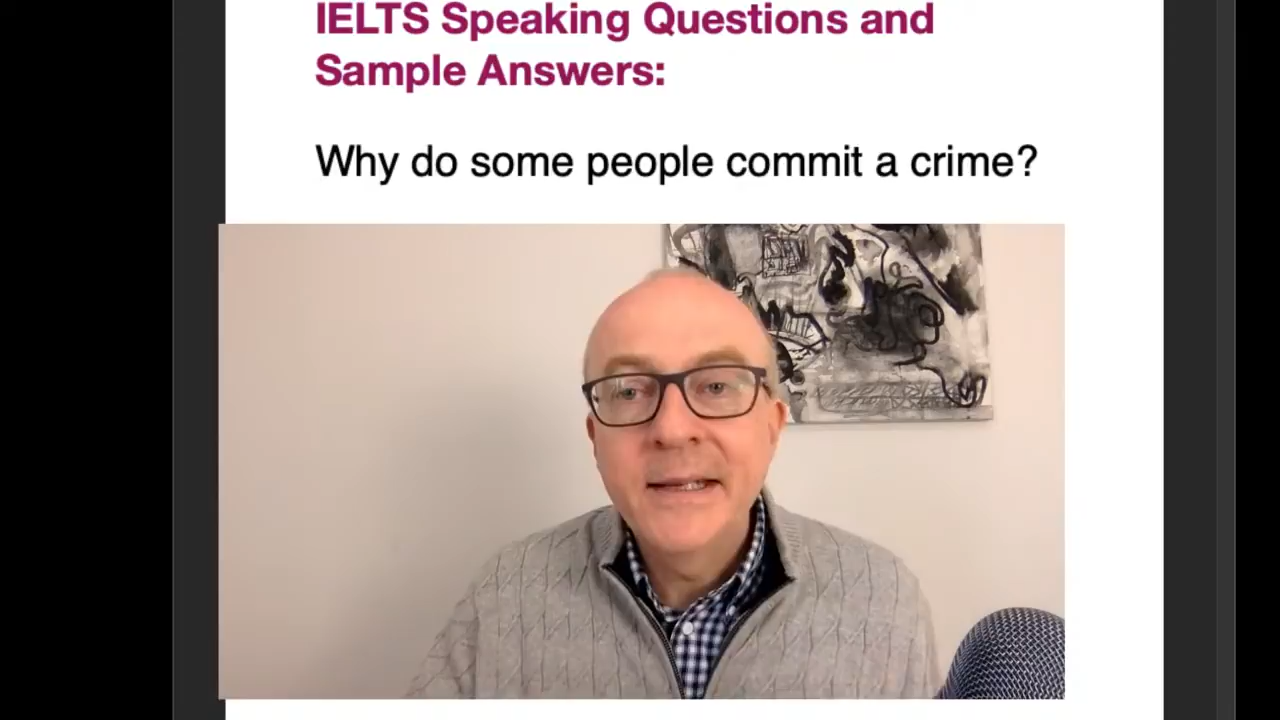 IELTS Speaking Questions and
Sample Answers:
Why do some people commit a crime?